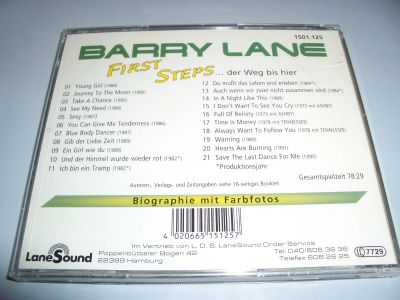 1501.125
BARRY LANE
FIRST STEPS ... der Weg bis hier
01 Young Girl (1988)
02 Journey To The Moon (1986)
03 Take A Chance (1985)
04 See My Need (1988)
05 Sexy (1987)
06 You Can Give Me Tenderness (1986)
07 Blue Body Dancer (1987)
08 Gib der Liebe Zeit (1989)
09 Ein Girl wie du (1989)
10 Und der Himmel wurde wieder rot (1982*)
11 Ich bin ein Tramp (1982*)
12 Du mußt das Leben erst erleben (1984*)
13 Auch wenn wir zwei nicht zusammen sind (1984*)
14 In A Night Like This (1989)
15 I Don't Want To See You Cry (1975 mit ASHBY)
16 Full Of Belony (1975 mit ASHBY)
17 Time Is Money (1976 mit TENNESSEE)
18 Always Want To Follow You (1976 mit TENNESSEE)
19 Warning (1989)
20 Hearts Are Burning (1991)
21 Save The Last Dance For Me (1990)
*Produktionsjahr
Autoren-, Verlags- und Zeitangaben siehe 16-seitiges Booklet.
Gesamtspielzeit 78:29
Biographie mit Farbfotos
4 020665 151257
LaneSound
Im Vertrieb von L. O. S. LaneSound Order Service
Poppenbütteler Bogen 42
22399 Hamburg
Tel. 040/606 36 36
Telefax 606 26 25
LC 7729